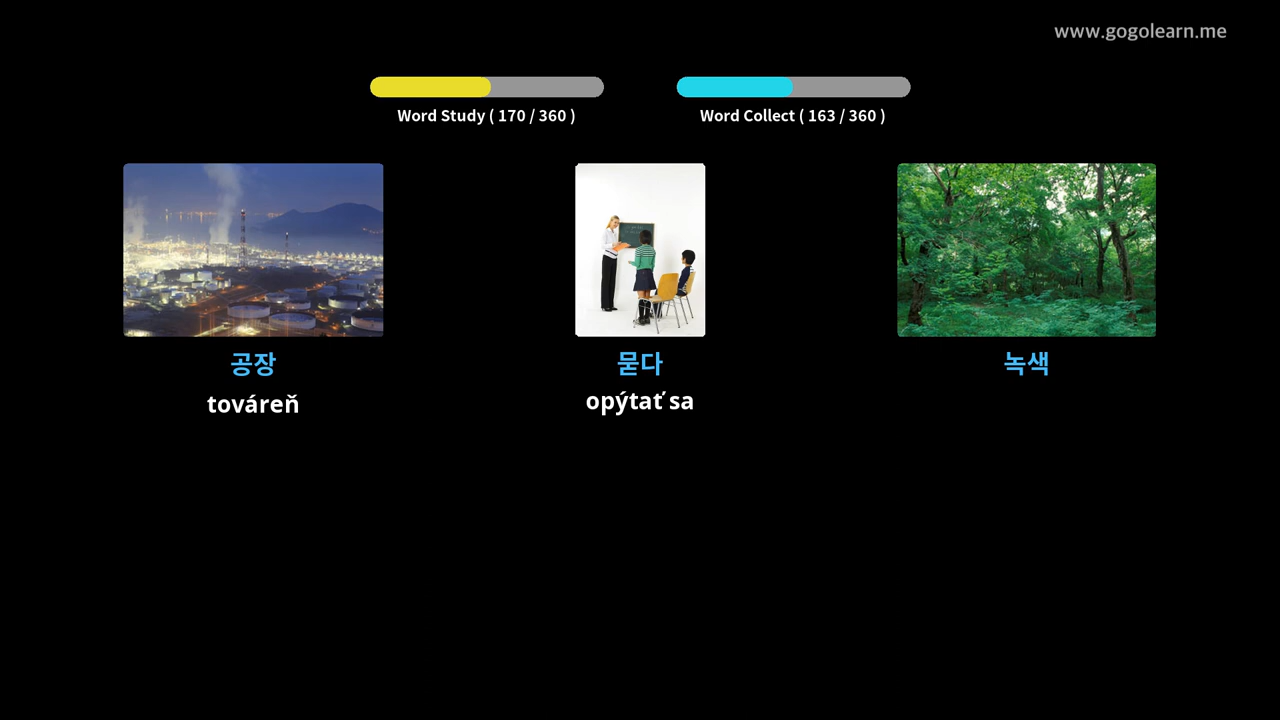 www.gogolearn.me
Word Study ( 170 / 360 )
Word Collect ( 163 / 360 )
공장
묻다
녹색
továreň
opýtať sa